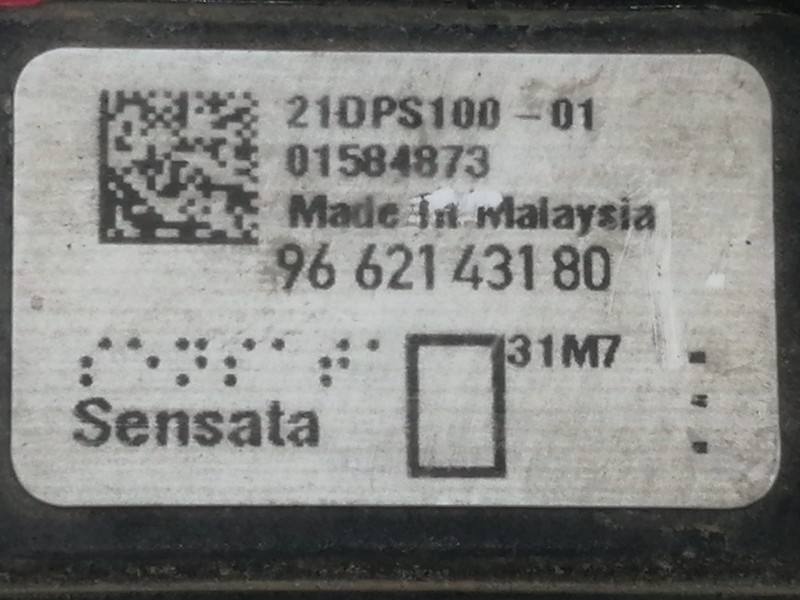 21DPS100-01
01584873
Made In Malaysia
96 621 431 80
31M7
Sensata